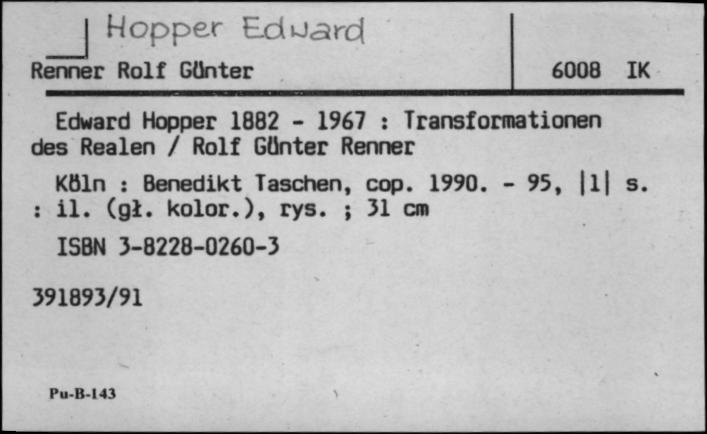 Hopper Edward
Renner Rolf Günter 6008 IK
Edward Hopper 1882 - 1967 : Transformationen
des Realen / Rolf Günter Renner
Köln : Benedikt Taschen, cop. 1990. - 95, |1| s.
: il. (gł. kolor.), rys. ; 31 cm
ISBN 3-8228-0260-3
391893/91
Pu-B-143